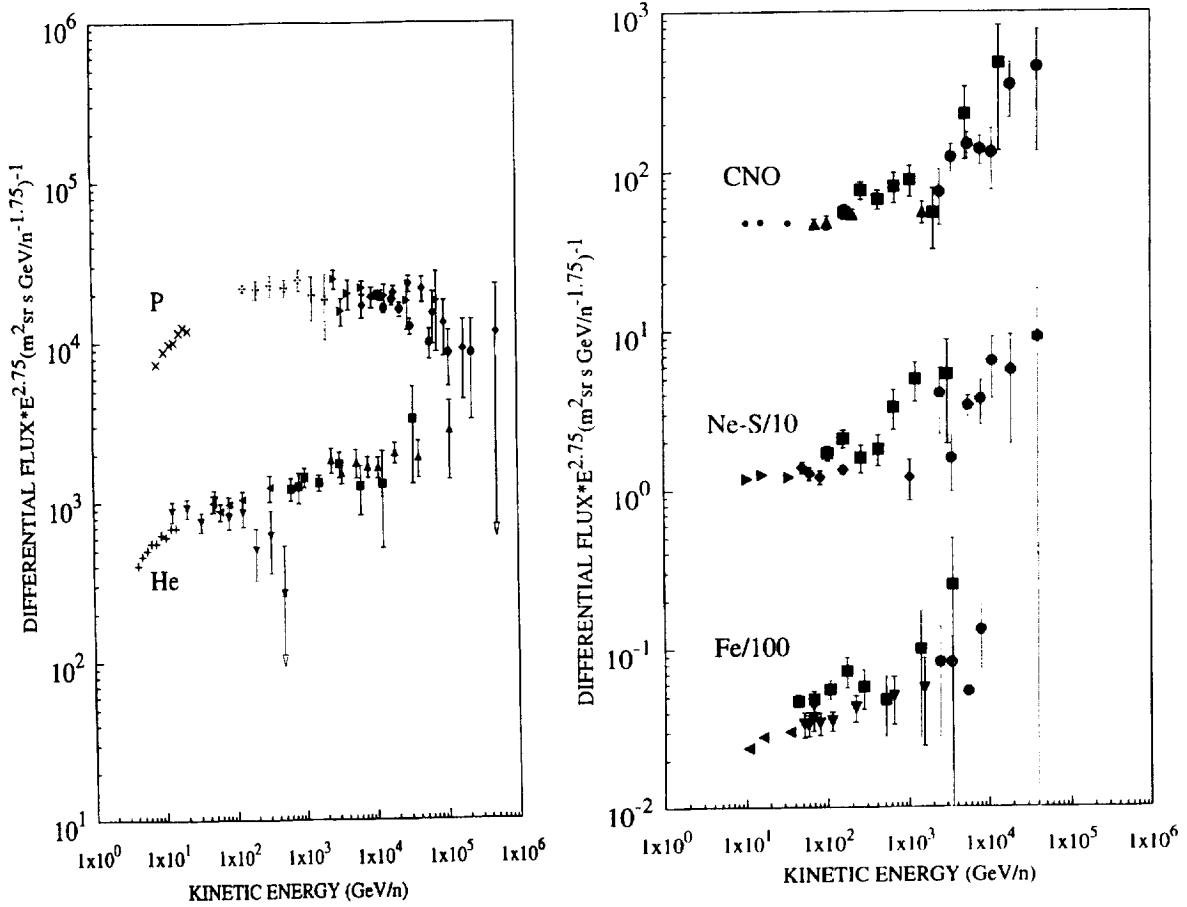 10^6
10^5
10^4
10^3
10^2
10^1
DIFFERENTIAL FLUX*E^2.75(m^2sr s GeV/n^-1.75)^-1
P
He
1x10^0 1x10^1 1x10^2 1x10^3 1x10^4 1x10^5 1x10^6
KINETIC ENERGY (GeV/n)
10^3
10^2
10^1
10^0
10^-1
10^-2
DIFFERENTIAL FLUX*E^2.75(m^2sr s GeV/n^-1.75)^-1
CNO
Ne-S/10
Fe/100
1x10^0 1x10^1 1x10^2 1x10^3 1x10^4 1x10^5 1x10^6
KINETIC ENERGY (GeV/n)